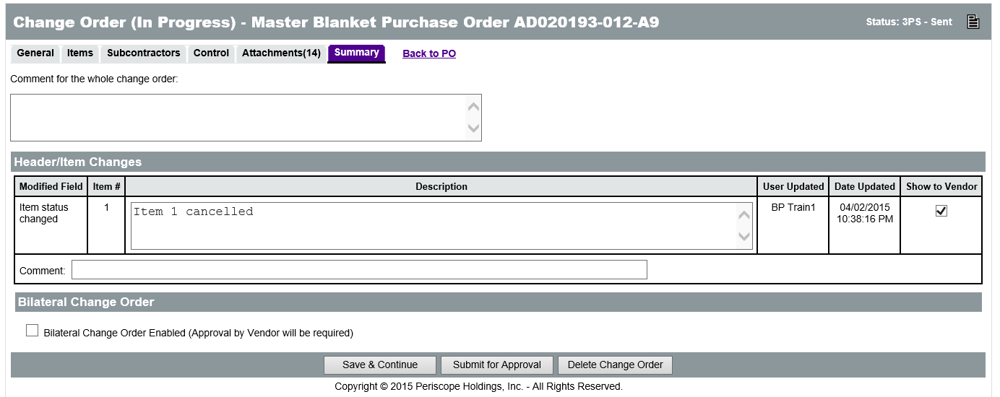 Change Order (In Progress) - Master Blanket Purchase Order AD020193-012-A9
Status: 3PS - Sent
General Items Subcontractors Control Attachments(14) Summary Back to PO
Comment for the whole change order:
Header/Item Changes
Modified Field Item # Description User Updated Date Updated Show to Vendor
Item status changed 1 Item 1 cancelled BP Train1 04/02/2015 10:38:16 PM
Comment:
Bilateral Change Order
Bilateral Change Order Enabled (Approval by Vendor will be required)
Save & Continue Submit for Approval Delete Change Order
Copyright © 2015 Periscope Holdings, Inc. - All Rights Reserved.